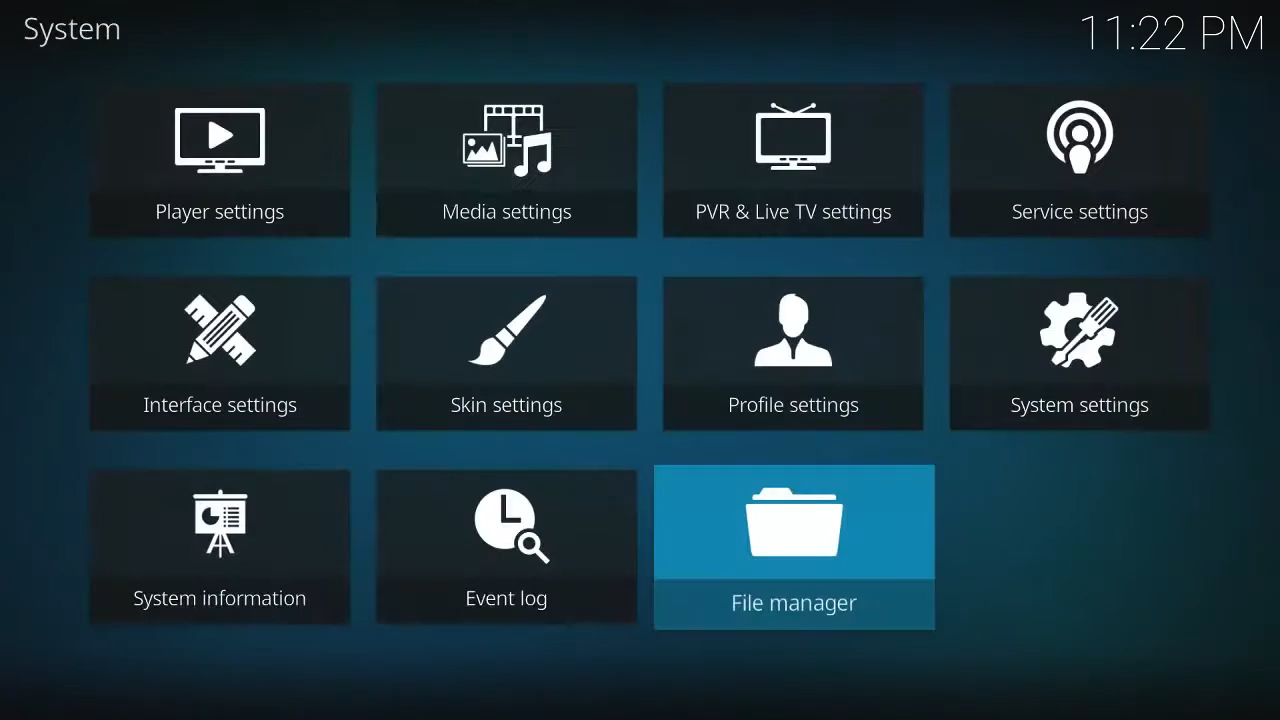 System
11:22 PM
Player settings
Media settings
PVR & Live TV settings
Service settings
Interface settings
Skin settings
Profile settings
System settings
System information
Event log
File manager